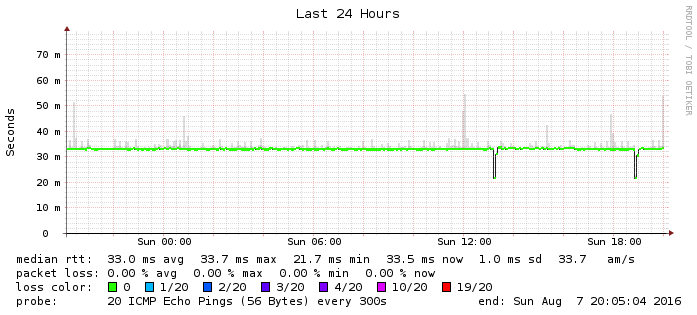 Last 24 Hours
RRDTOOL / TOBI OETIKER
Seconds
70 m
60 m
50 m
40 m
30 m
20 m
10 m
0
Sun 00:00 Sun 06:00 Sun 12:00 Sun 18:00
median rtt: 33.0 ms avg 33.7 ms max 21.7 ms min 33.5 ms now 1.0 ms sd 33.7 am/s
packet loss: 0.00 % avg 0.00 % max 0.00 % min 0.00 % now
loss color: 0 1/20 2/20 3/20 4/20 10/20 19/20
probe: 20 ICMP Echo Pings (56 Bytes) every 300s end: Sun Aug 7 20:05:04 2016